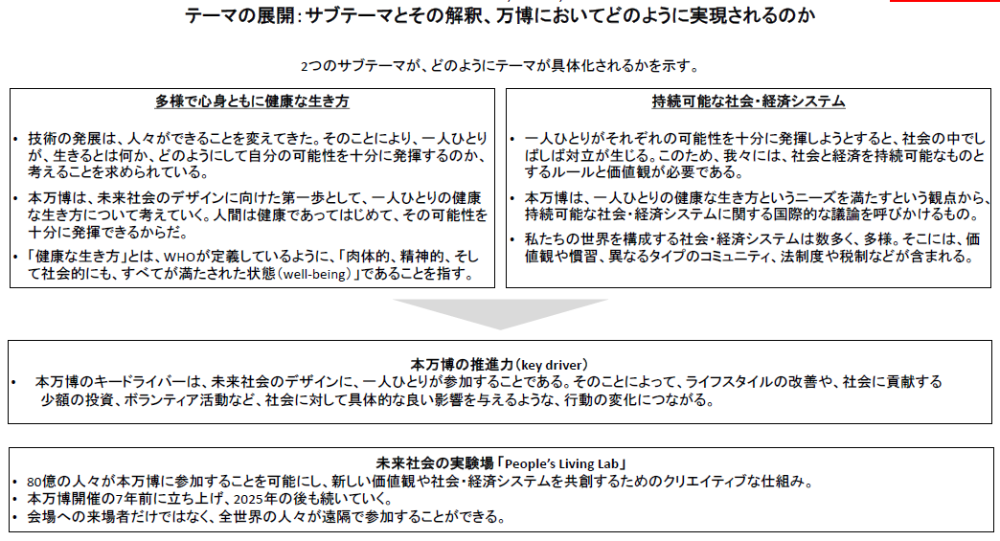 テーマの展開：サブテーマとその解釈、万博においてどのように実現されるのか
2つのサブテーマが、どのようにテーマが具体化されるかを示す。
多様で心身ともに健康な生き方
• 技術の発展は、人々ができることを変えてきた。そのことにより、一人ひとり
が、生きるとは何か、どのようにして自分の可能性を十分に発揮するのか、
考えることを求められている。
• 本万博は、未来社会のデザインに向けた第一歩として、一人ひとりの健康
な生き方について考えていく。人間は健康であってはじめて、その可能性を
十分に発揮できるからだ。
• 「健康な生き方」とは、WHOが定義しているように、「肉体的、精神的、そし
て社会的にも、すべてが満たされた状態（well-being）」であることを指す。
持続可能な社会・経済システム
• 一人ひとりがそれぞれの可能性を十分に発揮しようとすると、社会の中でし
ばしば対立が生じる。このため、我々には、社会と経済を持続可能なものと
するルールと価値観が必要である。
• 本万博は、一人ひとりの健康な生き方というニーズを満たすという観点から、
持続可能な社会・経済システムに関する国際的な議論を呼びかけるもの。
• 私たちの世界を構成する社会・経済システムは数多く、多様。そこには、価
値観や慣習、異なるタイプのコミュニティ、法制度や税制などが含まれる。
本万博の推進力（key driver）
• 本万博のキードライバーは、未来社会のデザインに、一人ひとりが参加することである。そのことによって、ライフスタイルの改善や、社会に貢献する
少額の投資、ボランティア活動など、社会に対して具体的な良い影響を与えるような、行動の変化につながる。
未来社会の実験場「People’s Living Lab」
• 80億の人々が本万博に参加することを可能にし、新しい価値観や社会・経済システムを共創するためのクリエイティブな仕組み。
• 本万博開催の7年前に立ち上げ、2025年の後も続いていく。
• 会場への来場者だけではなく、全世界の人々が遠隔で参加することができる。